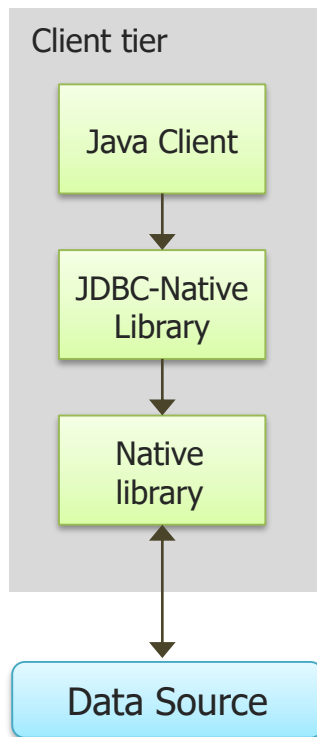 Client tier
Java Client
JDBC-Native
Library
Native
library
Data Source